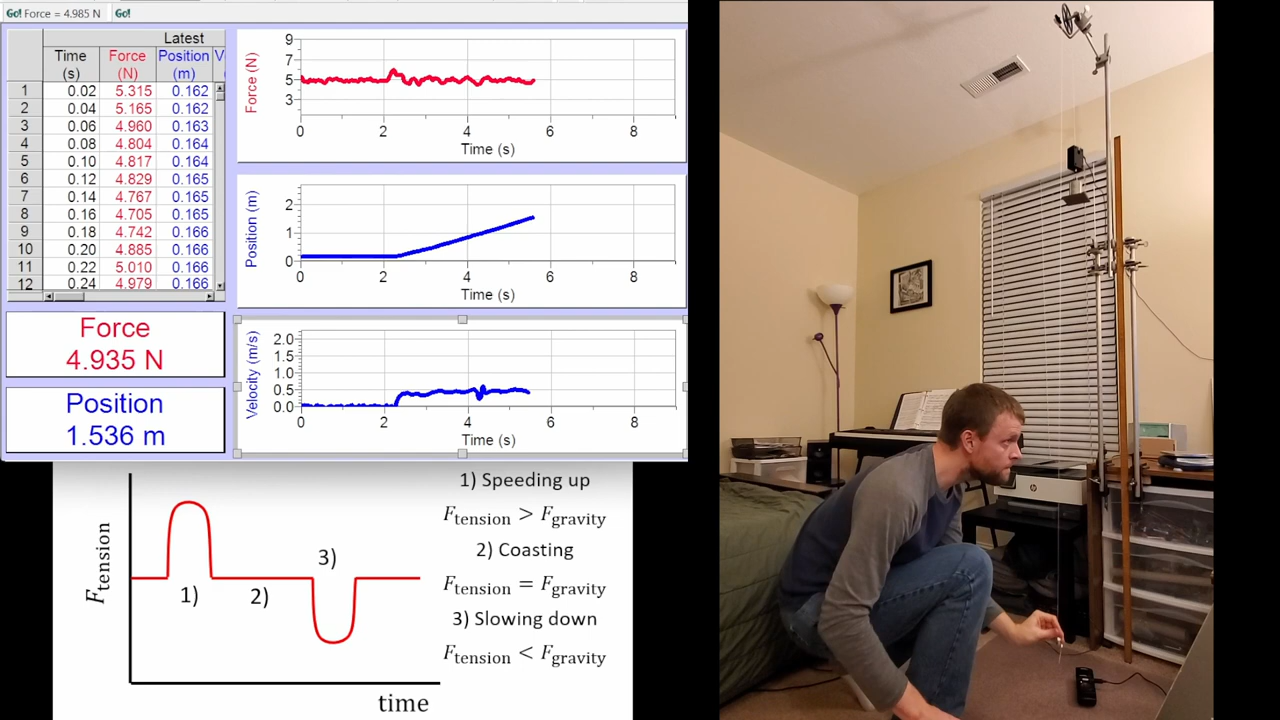 Go! Force = 4.985 N Go!
Latest
Time Force Position V
(s) (N) (m)
1 0.02 5.315 0.162
2 0.04 5.165 0.162
3 0.06 4.960 0.163
4 0.08 4.804 0.164
5 0.10 4.817 0.164
6 0.12 4.829 0.165
7 0.14 4.767 0.165
8 0.16 4.705 0.165
9 0.18 4.742 0.166
10 0.20 4.885 0.166
11 0.22 5.010 0.166
12 0.24 4.979 0.166
Force
4.935 N
Position
1.536 m
Force (N)
9
7
5
3
0 2 4 6 8
Time (s)
Position (m)
2
1
0
0 2 4 6 8
Time (s)
Velocity (m/s)
2.0
1.5
1.0
0.5
0.0
0 2 4 6 8
Time (s)
Ftension
1)
2)
3)
time
1) Speeding up
Ftension > Fgravity
2) Coasting
Ftension = Fgravity
3) Slowing down
Ftension < Fgravity
hp